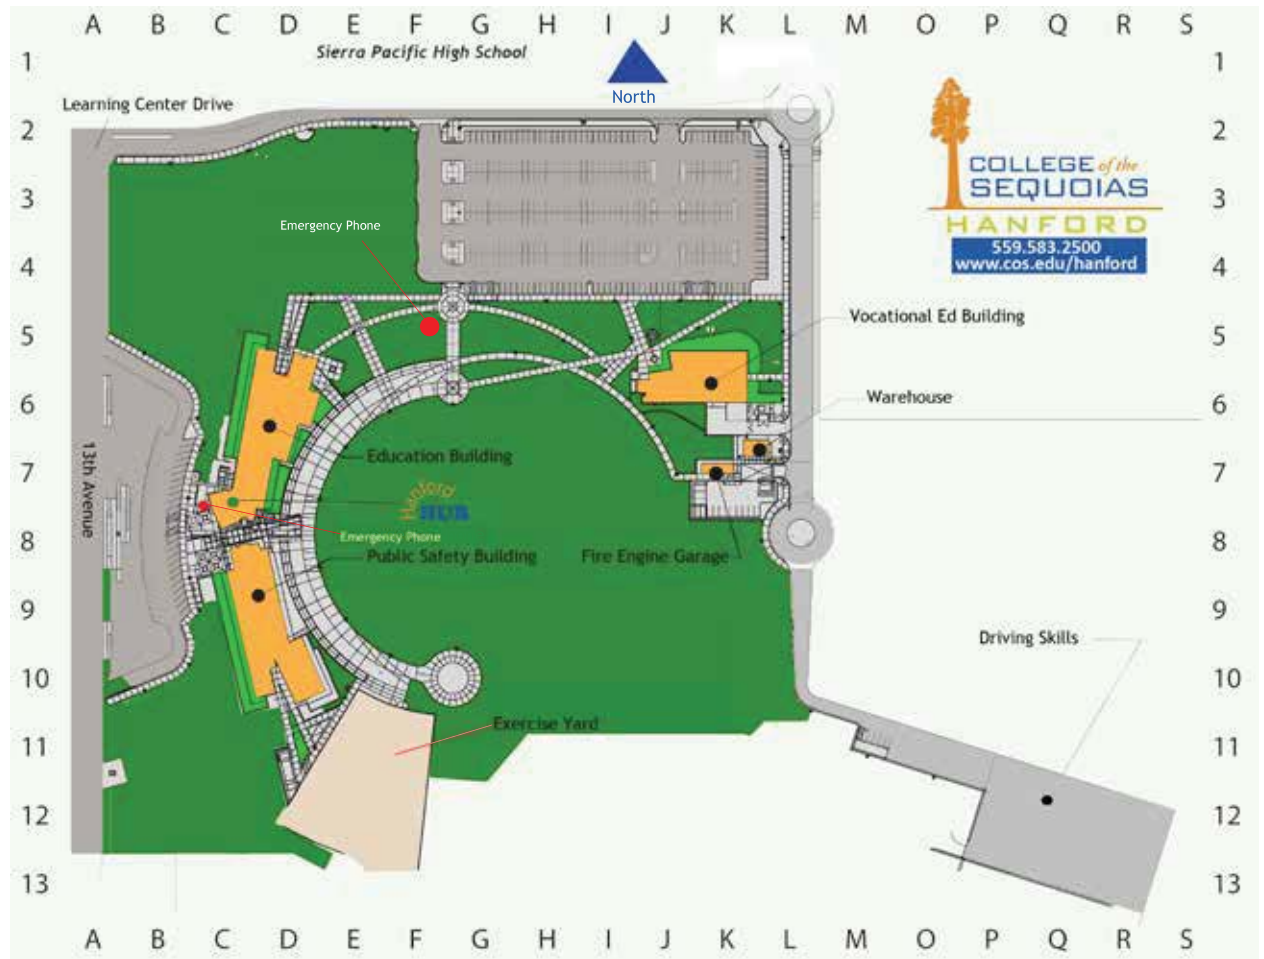 A B C D E F G H I J K L M O P Q R S
1 1
Sierra Pacific High School
North
Learning Center Drive
2 2
COLLEGE of the
SEQUOIAS
HANFORD
559.583.2500
www.cos.edu/hanford
3 3
Emergency Phone
4 4
5 5
Vocational Ed Building
6 6
Warehouse
13th Avenue
Education Building
7 7
Hanford
HUB
8 8
Emergency Phone
Public Safety Building
Fire Engine Garage
9 9
Driving Skills
10 10
Exercise Yard
11 11
12 12
13 13
A B C D E F G H I J K L M O P Q R S